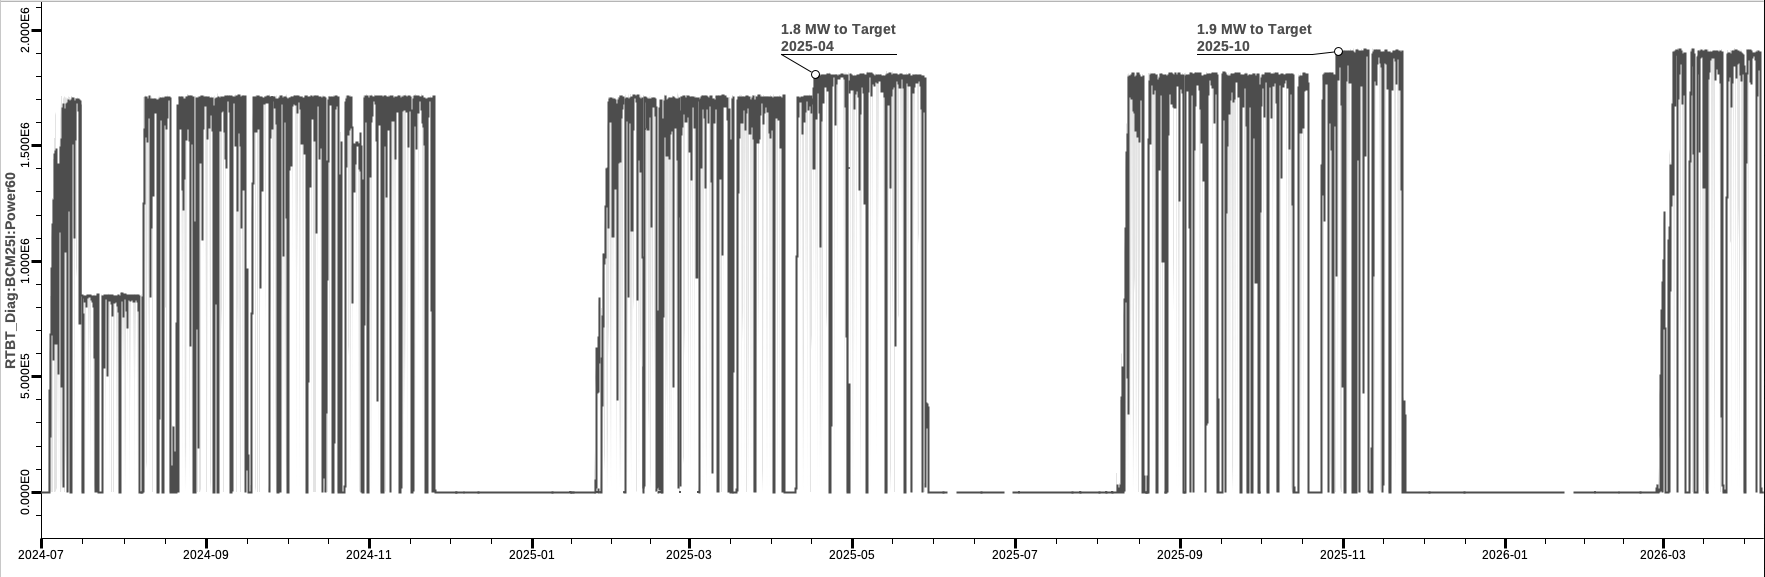 1.8 MW to Target
2025-04
1.9 MW to Target
2025-10
RTBT_Diag:BCM25I:Power60
2.000E6
1.500E6
1.000E6
5.000E5
0.000E0
2024-07
2024-09
2024-11
2025-01
2025-03
2025-05
2025-07
2025-09
2025-11
2026-01
2026-03